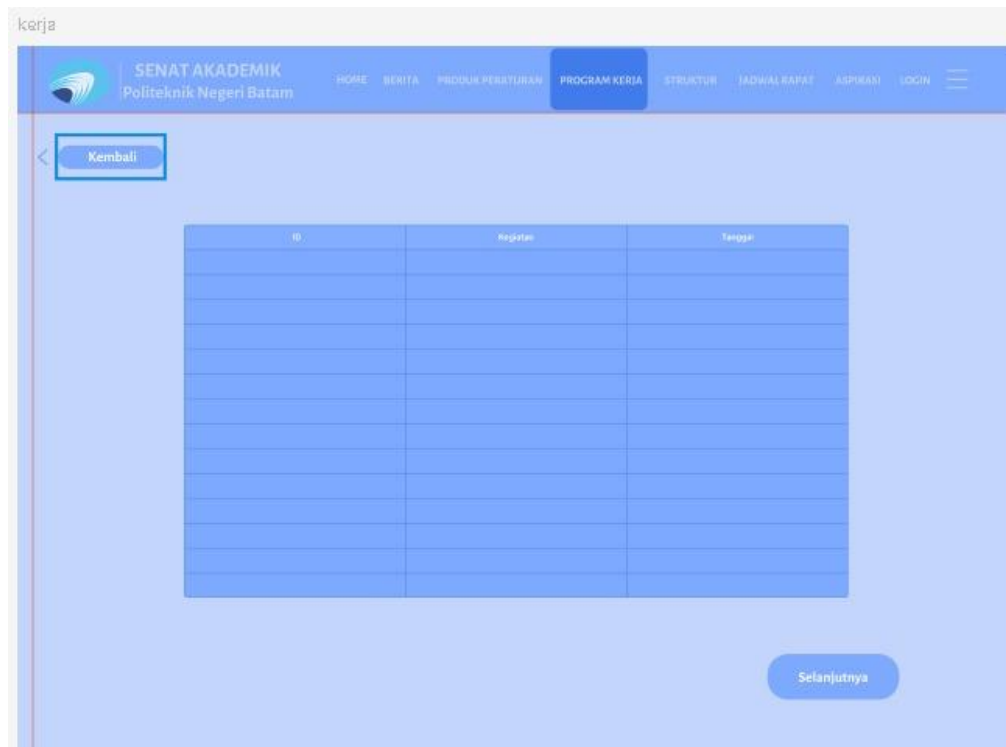 kerja
SENAT AKADEMIK
Politeknik Negeri Batam
HOME BERITA PRODUK PERATURAN PROGRAM KERJA STRUKTUR JADWAL RAPAT ASPIRASI LOGIN
Kembali
ID Kegiatan Tanggal
Selanjutnya